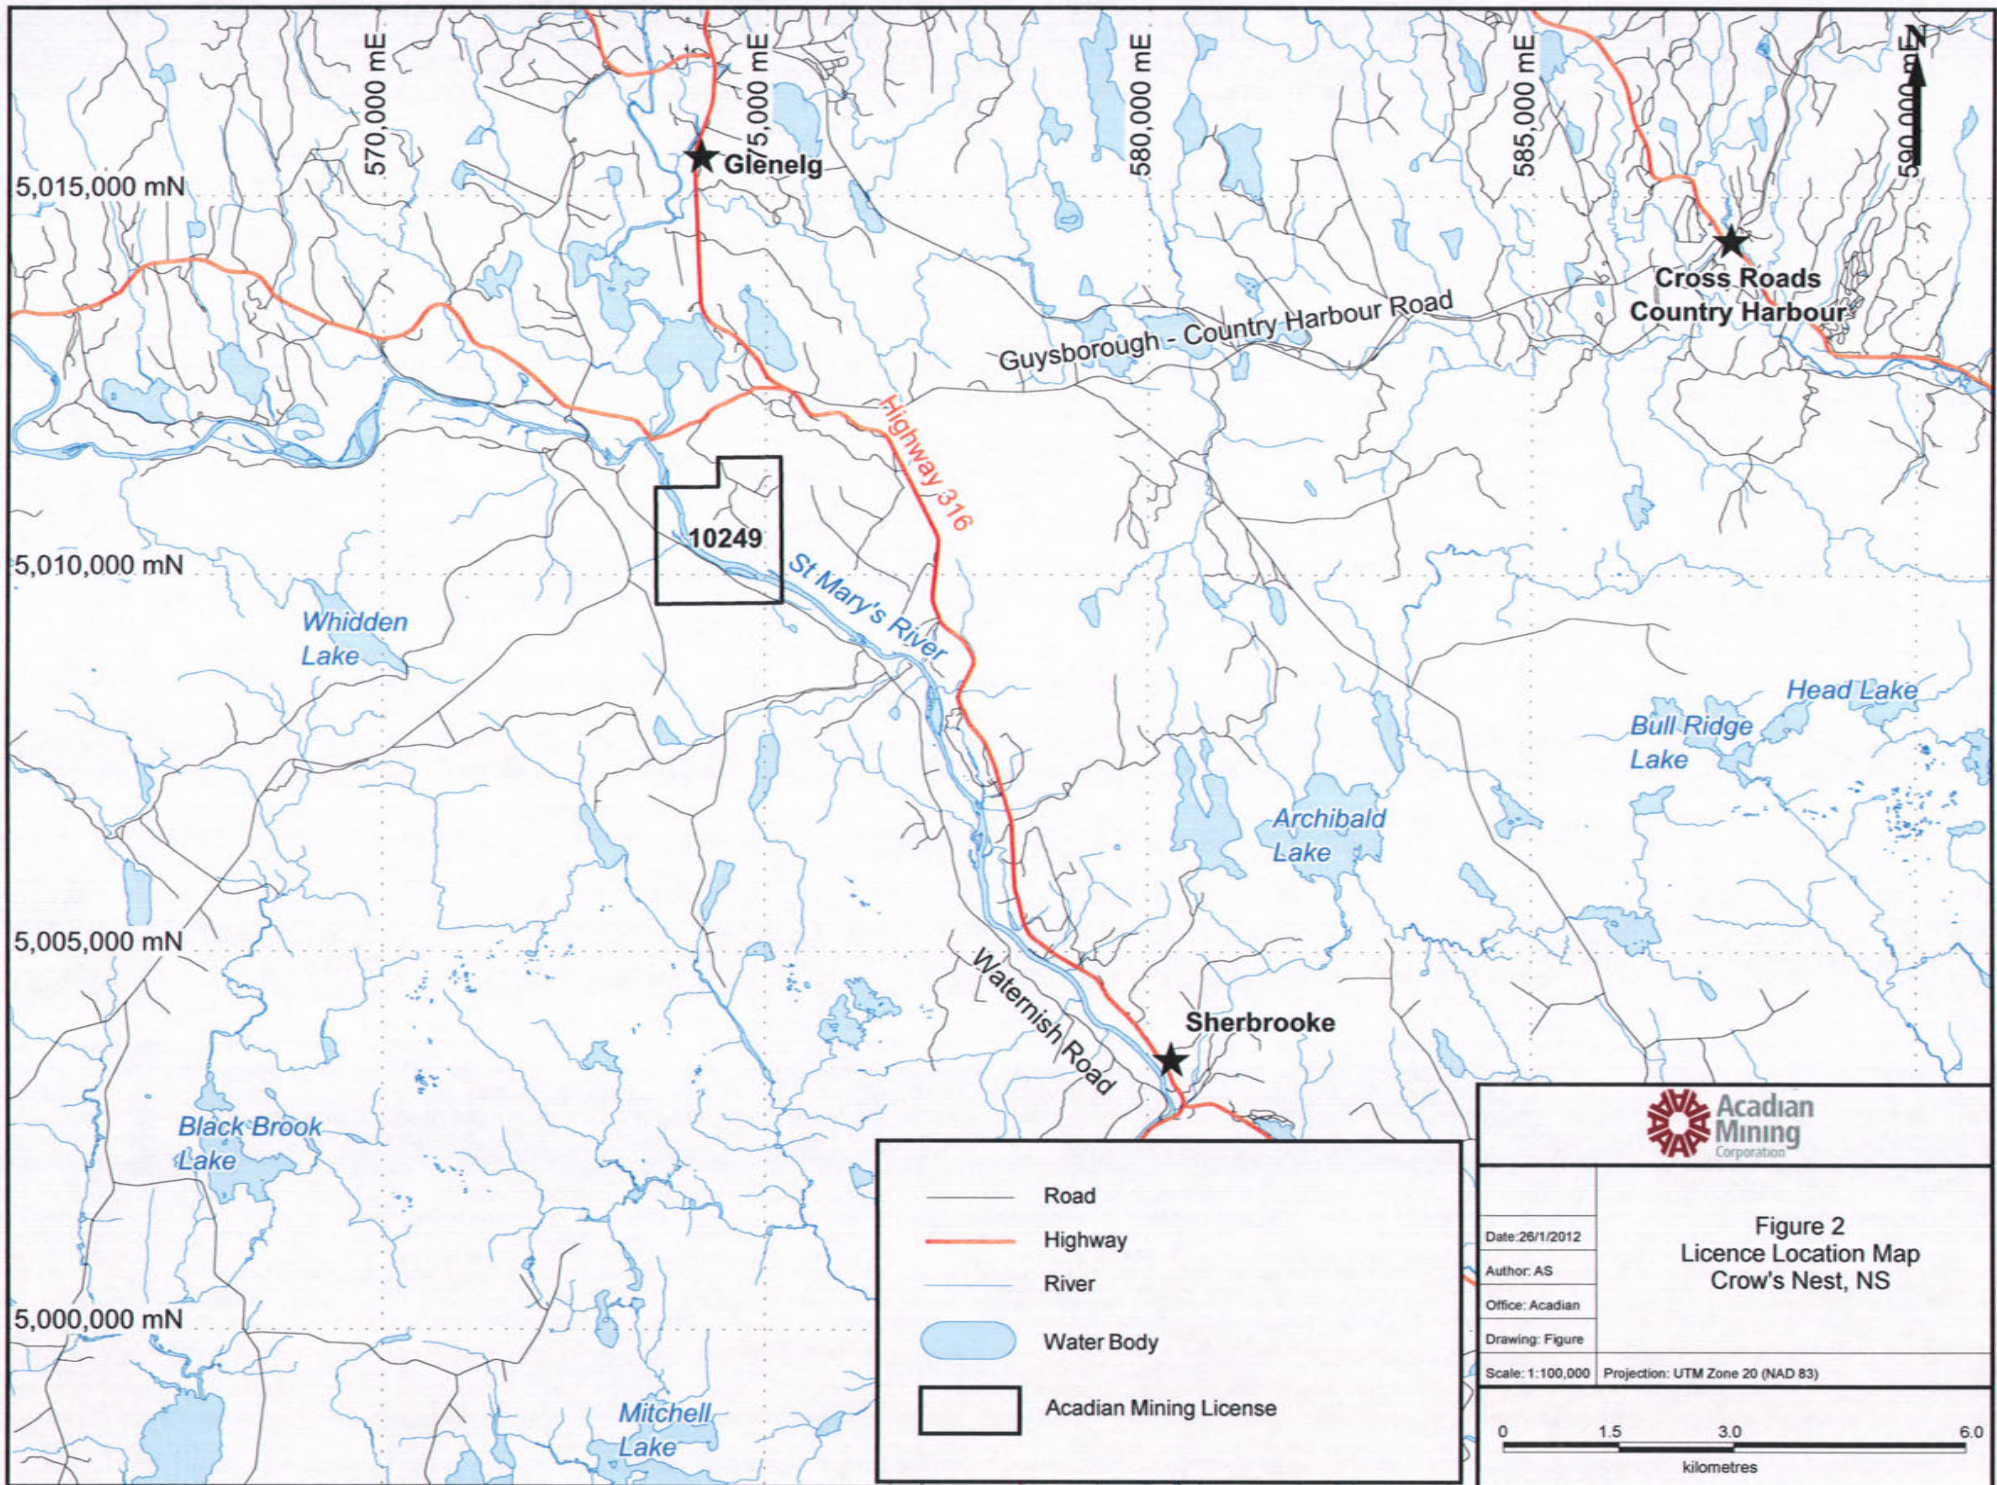 570,000 mE
575,000 mE
580,000 mE
585,000 mE
590,000 mE
N
Glenelg
5,015,000 mN
Cross Roads
Country Harbour
Guysborough - Country Harbour Road
Highway 316
10249
5,010,000 mN
St Mary's River
Whidden
Lake
Head Lake
Bull Ridge
Lake
Archibald
Lake
5,005,000 mN
Waternish Road
Sherbrooke
Black Brook
Lake
5,000,000 mN
Mitchell
Lake
Road
Highway
River
Water Body
Acadian Mining License
Acadian
Mining
Corporation
Figure 2
Licence Location Map
Crow's Nest, NS
Date:26/1/2012
Author: AS
Office: Acadian
Drawing: Figure
Scale: 1:100,000
Projection: UTM Zone 20 (NAD 83)
0 1.5 3.0 6.0
kilometres